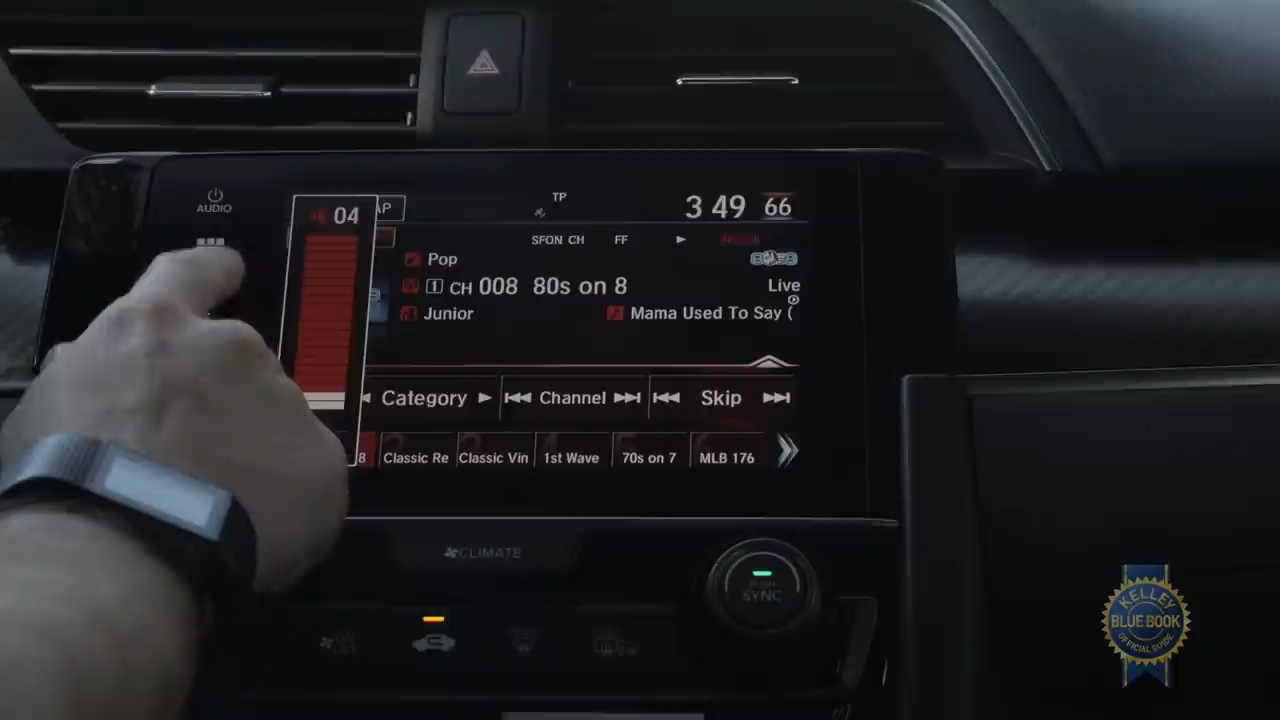 AUDIO
04
AP
TP
3 49
66
SFON CH
FF
Pop
1 CH 008 80s on 8
Live
Junior
Mama Used To Say (
Category
Channel
Skip
8
Classic Re
Classic Vin
1st Wave
70s on 7
MLB 176
CLIMATE
PUSH
SYNC
KELLEY
BLUE BOOK
OFFICIAL GUIDE